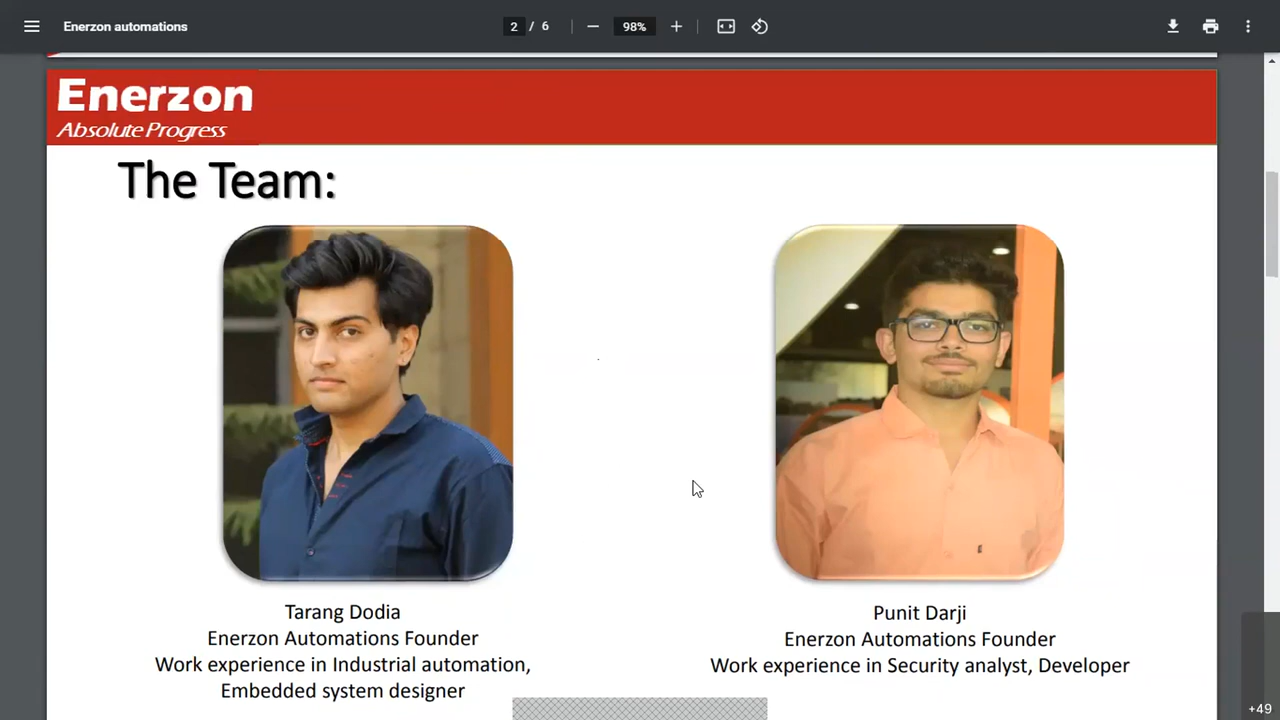 Enerzon automations
2 / 6
98%
Enerzon
Absolute Progress
The Team:
Tarang Dodia
Enerzon Automations Founder
Work experience in Industrial automation,
Embedded system designer
Punit Darji
Enerzon Automations Founder
Work experience in Security analyst, Developer
+49